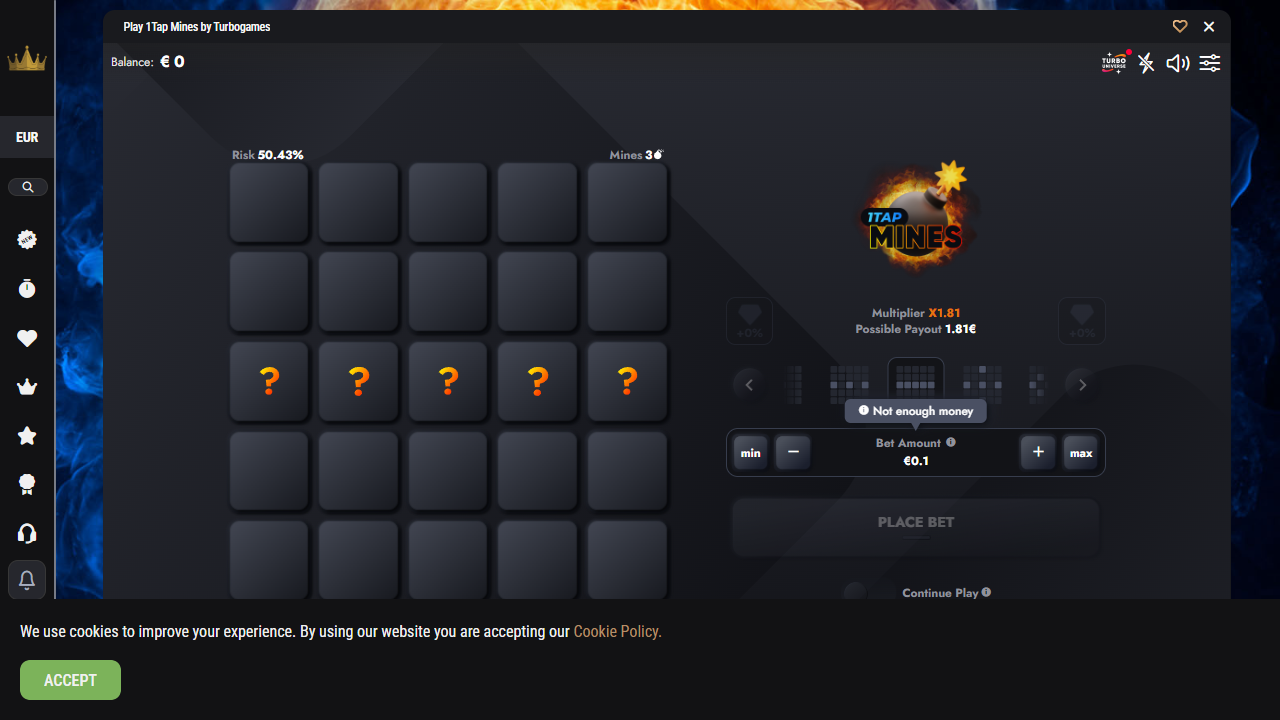 Play 1Tap Mines by Turbogames
Balance: € 0
TURBO
UNIVERSE
EUR
NEW
Risk 50.43%
Mines 3
1TAP
MINES
+0%
+0%
Multiplier X1.81
Possible Payout 1.81€
? ? ? ? ?
Not enough money
min
−
Bet Amount
€0.1
+
max
PLACE BET
Continue Play
We use cookies to improve your experience. By using our website you are accepting our Cookie Policy.
ACCEPT